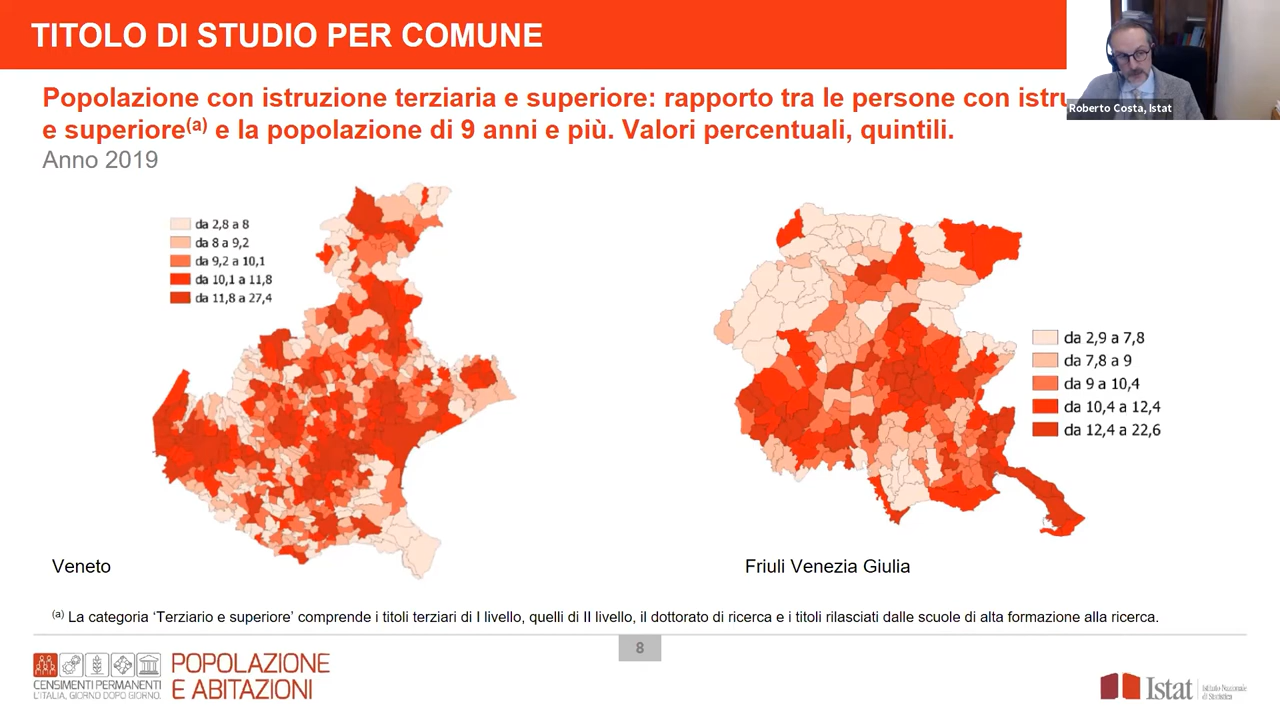 TITOLO DI STUDIO PER COMUNE
Roberto Costa, Istat
Popolazione con istruzione terziaria e superiore: rapporto tra le persone con
e superiore(a) e la popolazione di 9 anni e più. Valori percentuali, quintili.
Anno 2019
da 2,8 a 8
da 8 a 9,2
da 9,2 a 10,1
da 10,1 a 11,8
da 11,8 a 27,4
da 2,9 a 7,8
da 7,8 a 9
da 9 a 10,4
da 10,4 a 12,4
da 12,4 a 22,6
Veneto
Friuli Venezia Giulia
(a) La categoria ‘Terziario e superiore’ comprende i titoli terziari di I livello, quelli di II livello, il dottorato di ricerca e i titoli rilasciati dalle scuole di alta formazione alla ricerca.
8
CENSIMENTI PERMANENTI
L'ITALIA, GIORNO DOPO GIORNO.
POPOLAZIONE
E ABITAZIONI
Istat
Istituto Nazionale
di Statistica